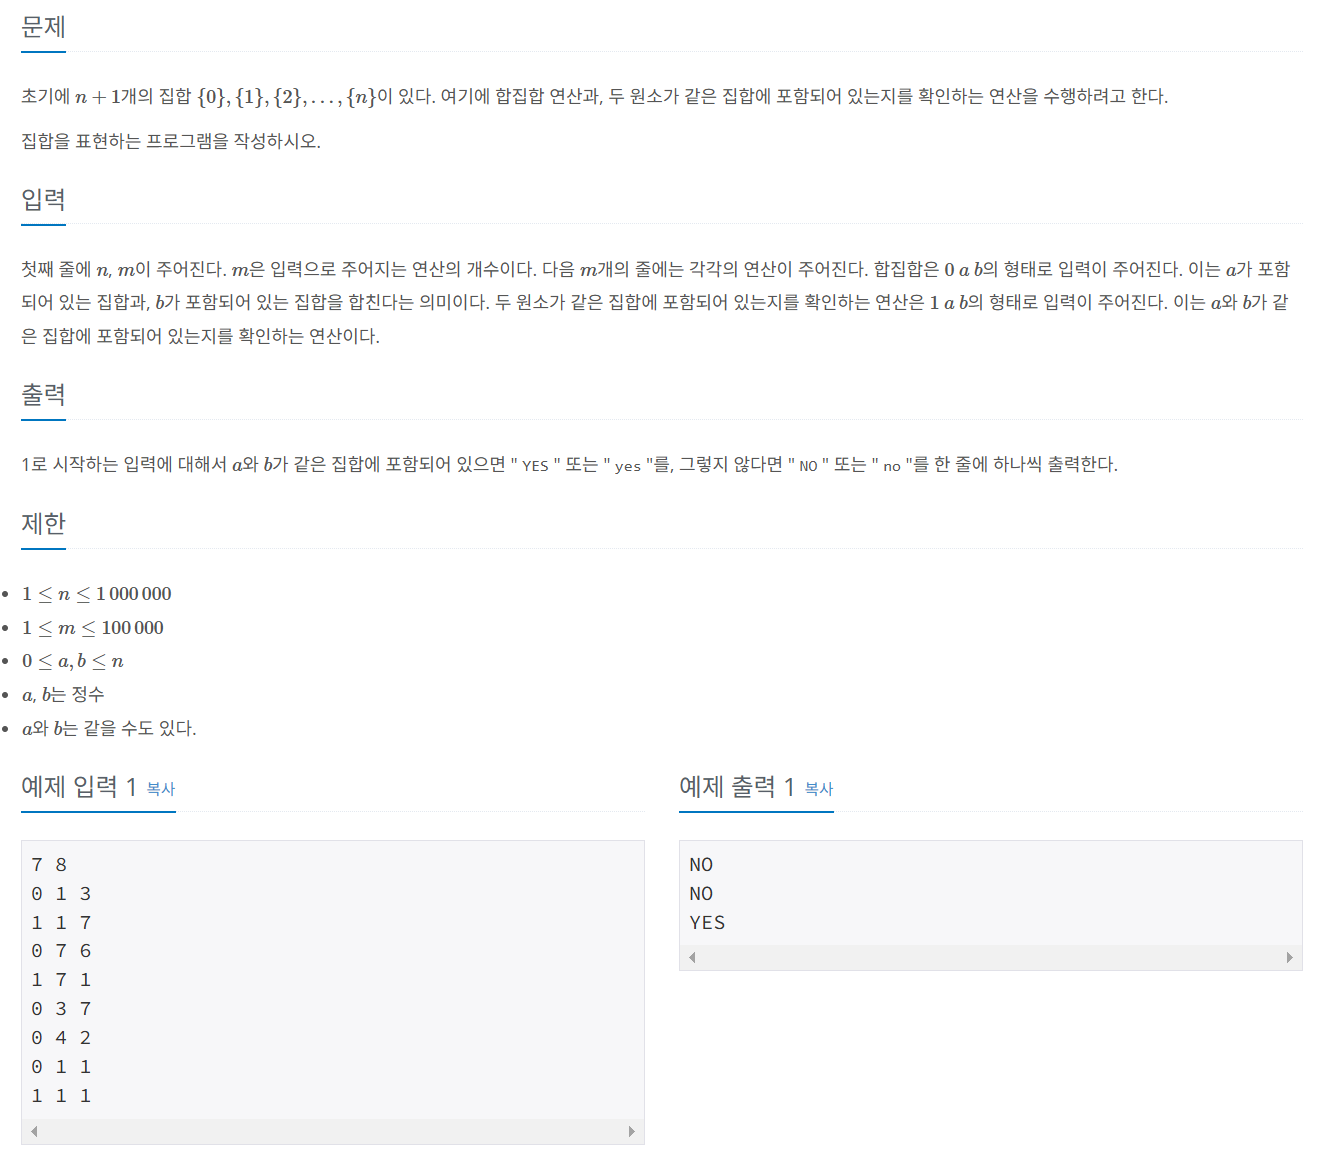 문제
초기에 n + 1개의 집합 {0}, {1}, {2}, . . . , {n}이 있다. 여기에 합집합 연산과, 두 원소가 같은 집합에 포함되어 있는지를 확인하는 연산을 수행하려고 한다.
집합을 표현하는 프로그램을 작성하시오.
입력
첫째 줄에 n, m이 주어진다. m은 입력으로 주어지는 연산의 개수이다. 다음 m개의 줄에는 각각의 연산이 주어진다. 합집합은 0 a b의 형태로 입력이 주어진다. 이는 a가 포함
되어 있는 집합과, b가 포함되어 있는 집합을 합친다는 의미이다. 두 원소가 같은 집합에 포함되어 있는지를 확인하는 연산은 1 a b의 형태로 입력이 주어진다. 이는 a와 b가 같
은 집합에 포함되어 있는지를 확인하는 연산이다.
출력
1로 시작하는 입력에 대해서 a와 b가 같은 집합에 포함되어 있으면 " YES " 또는 " yes "를, 그렇지 않다면 " NO " 또는 " no "를 한 줄에 하나씩 출력한다.
제한
• 1 ≤ n ≤ 1 000 000
• 1 ≤ m ≤ 100 000
• 0 ≤ a, b ≤ n
• a, b는 정수
• a와 b는 같을 수도 있다.
예제 입력 1 복사
7 8
0 1 3
1 1 7
0 7 6
1 7 1
0 3 7
0 4 2
0 1 1
1 1 1
예제 출력 1 복사
NO
NO
YES